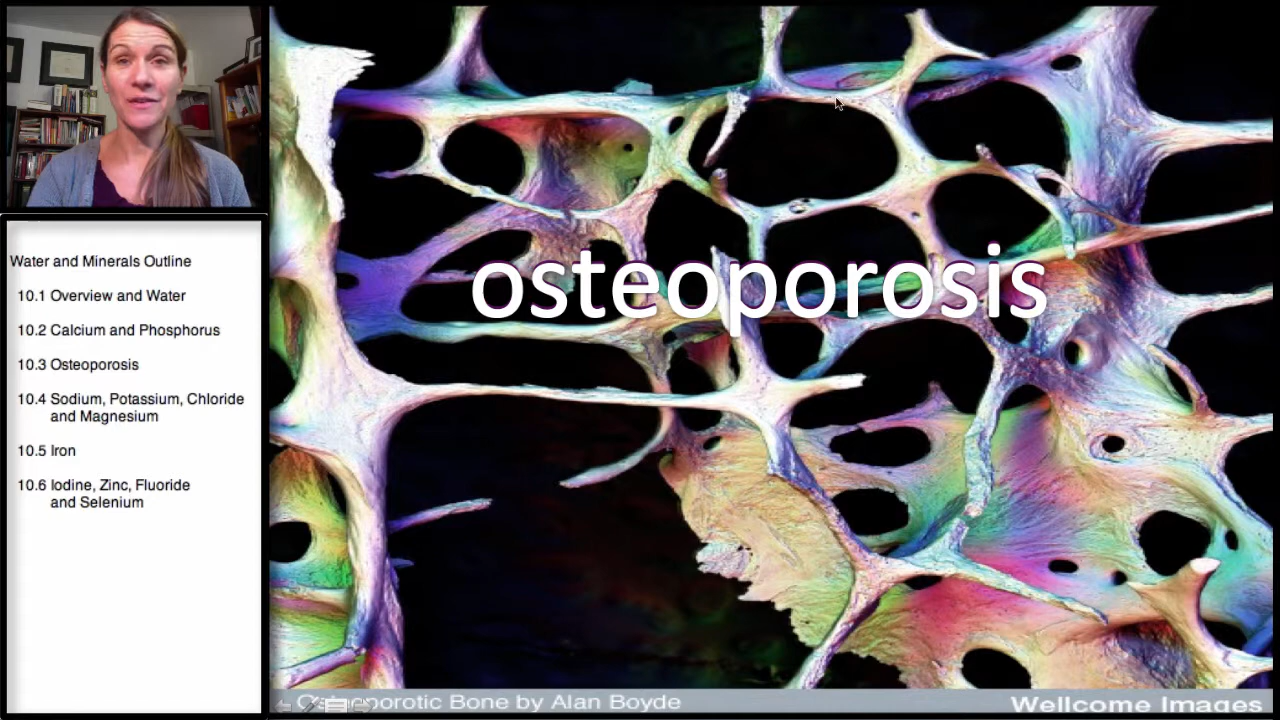 Water and Minerals Outline
10.1 Overview and Water
10.2 Calcium and Phosphorus
10.3 Osteoporosis
10.4 Sodium, Potassium, Chloride
and Magnesium
10.5 Iron
10.6 Iodine, Zinc, Fluoride
and Selenium
osteoporosis
Osteoporotic Bone by Alan Boyde
Wellcome Images